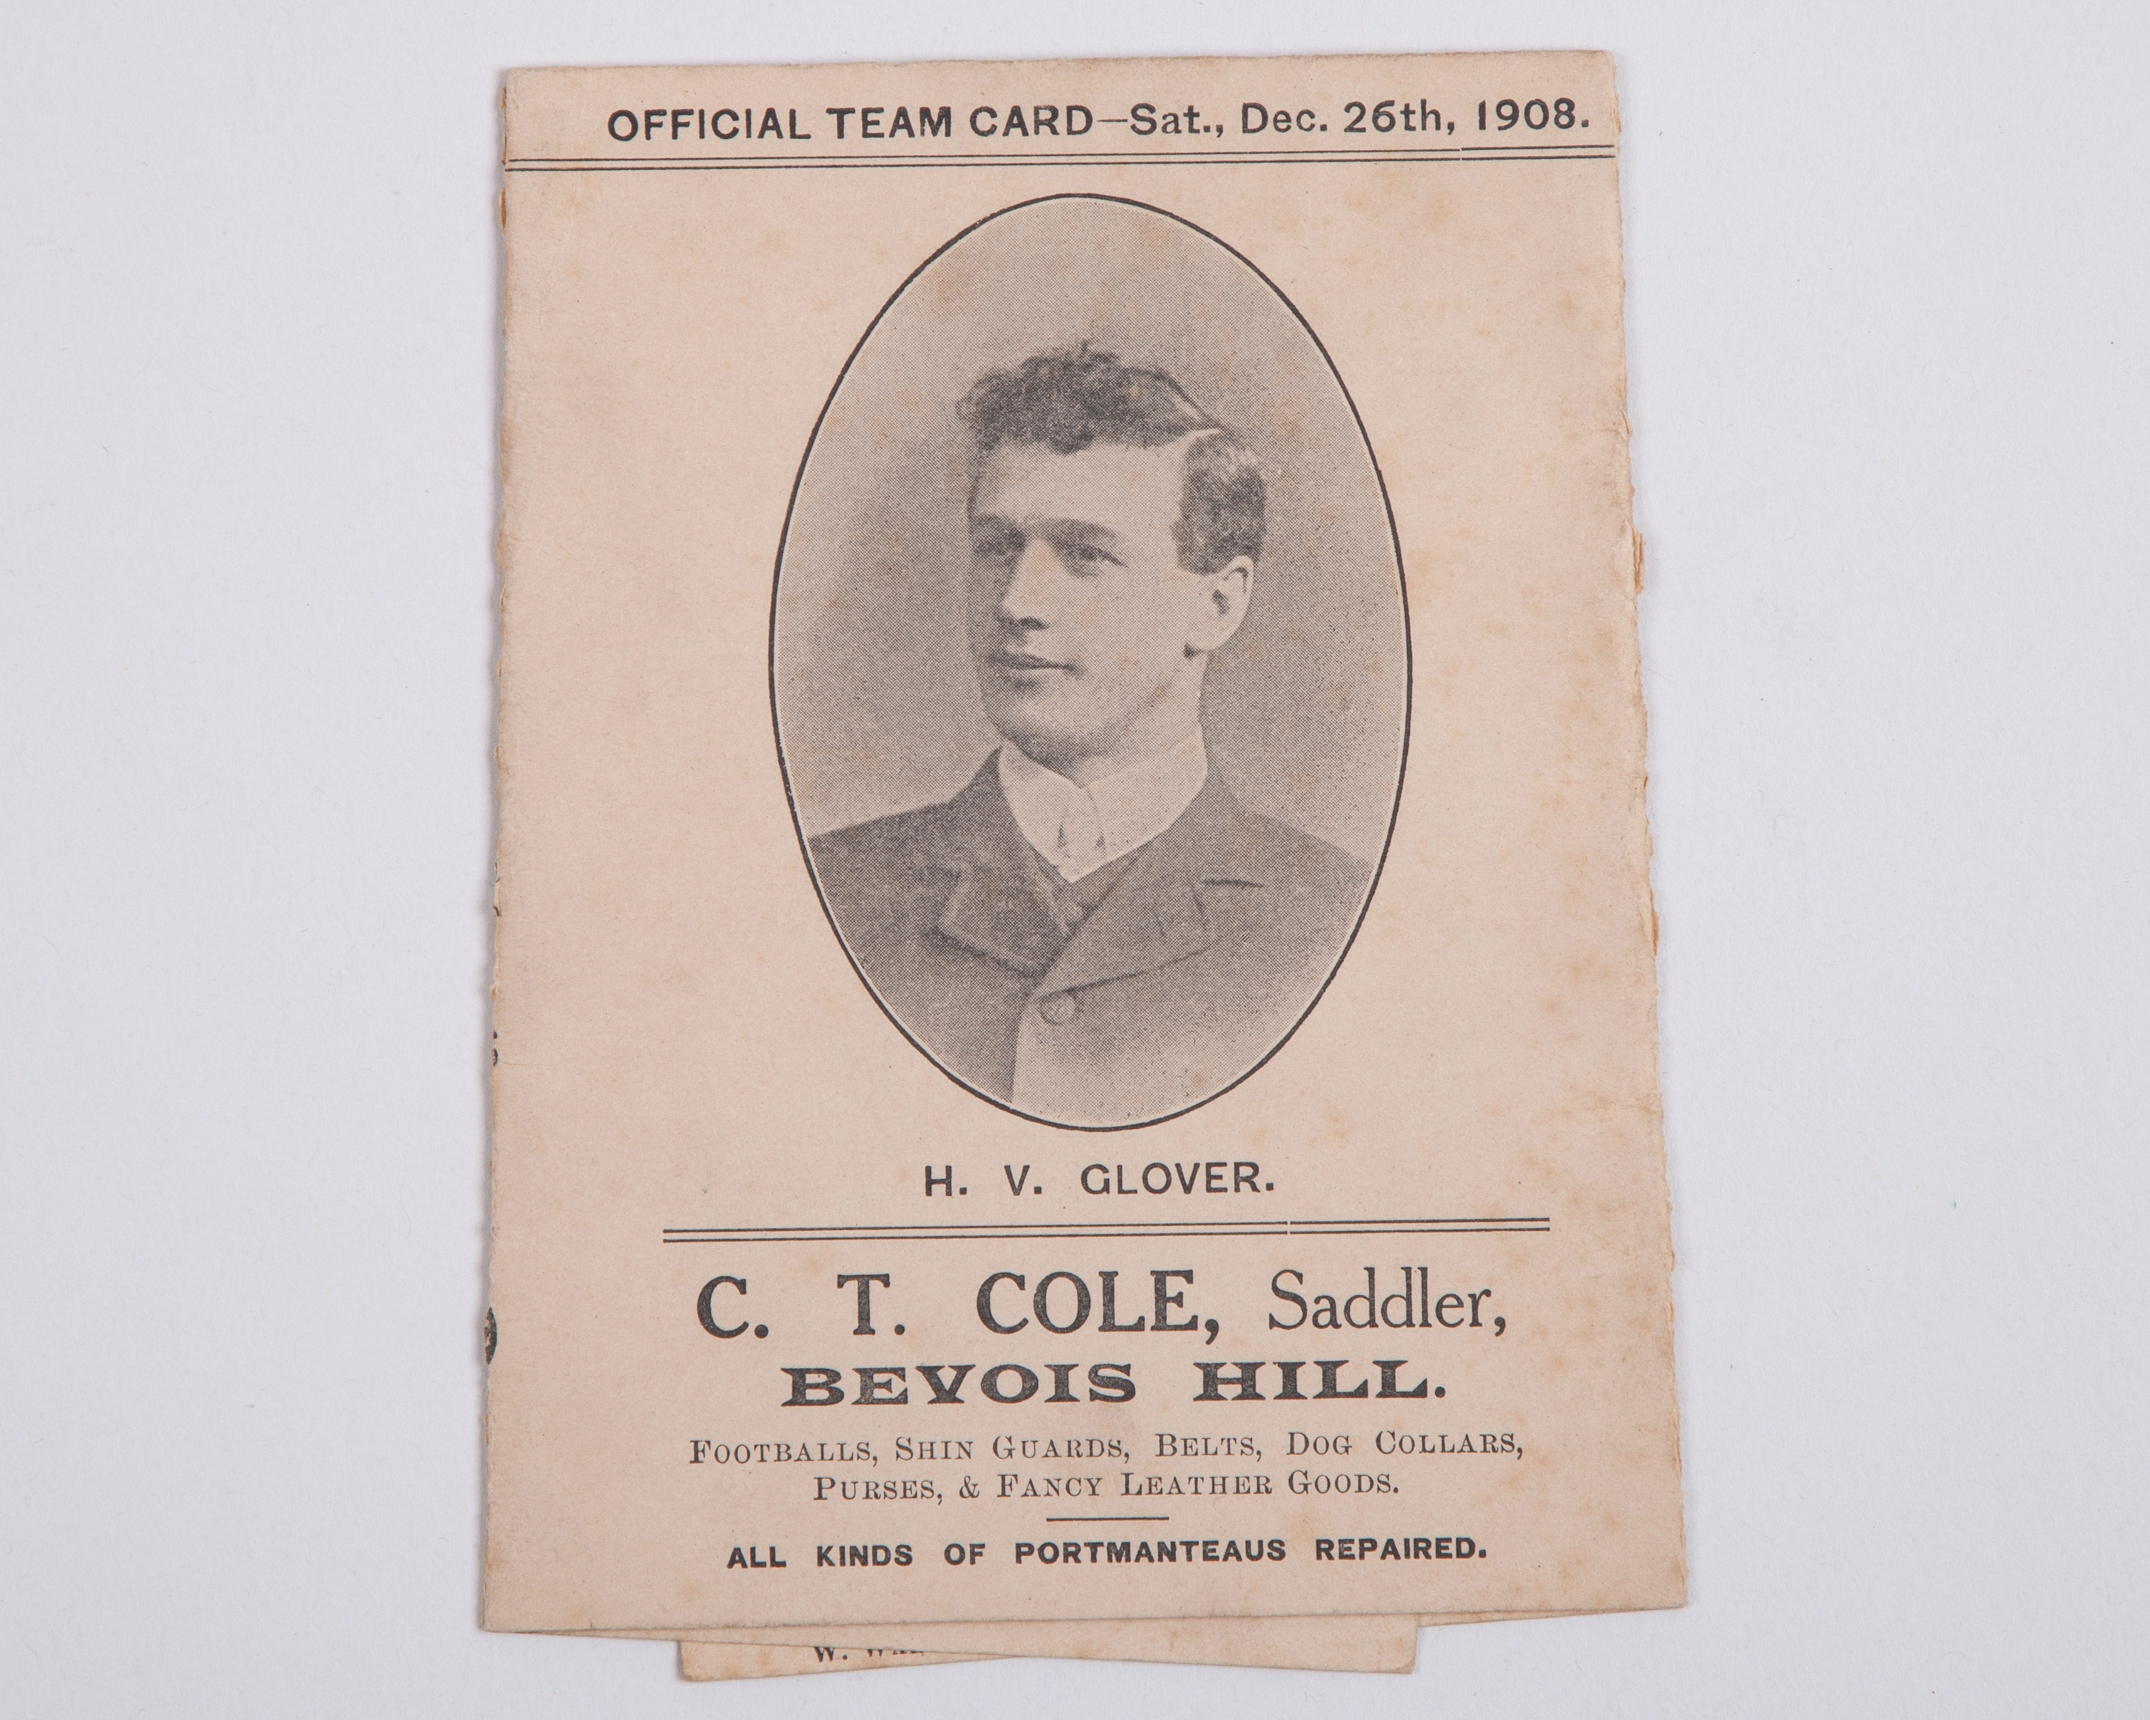 OFFICIAL TEAM CARD—Sat., Dec. 26th, 1908.
H. V. GLOVER.
C. T. COLE, Saddler,
BEVOIS HILL.
FOOTBALLS, SHIN GUARDS, BELTS, DOG COLLARS,
PURSES, & FANCY LEATHER GOODS.
ALL KINDS OF PORTMANTEAUS REPAIRED.
W.